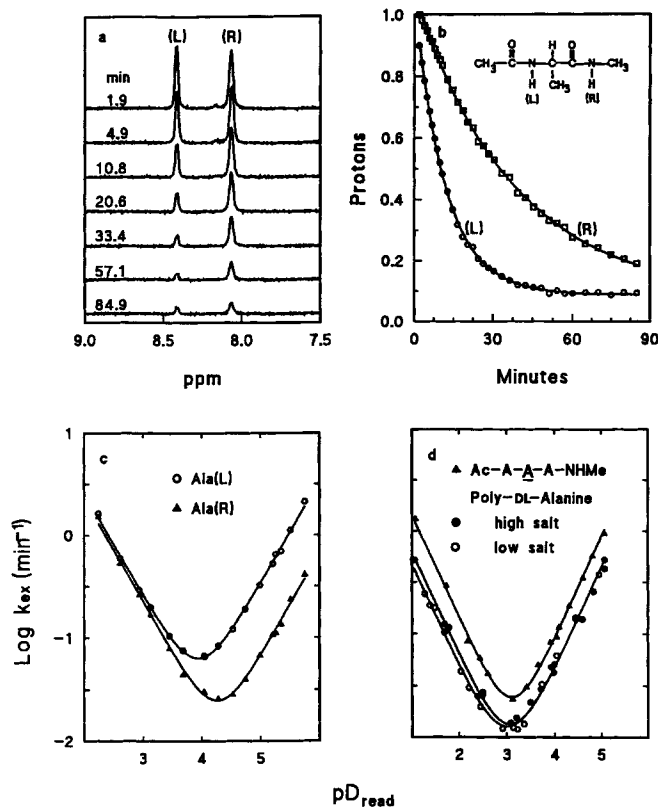 a
(L)
(R)
min
1.9
4.9
10.8
20.6
33.4
57.1
84.9
9.0 8.5 8.0 7.5
ppm
b
O H O
CH₃-C-N-C-C-N-CH₃
H CH₃ H
(L) (R)
Protons
1.0
0.8
0.6
0.4
0.2
0.0
(R)
(L)
0 30 60 90
Minutes
c
Ala(L)
Ala(R)
Log kex (min⁻¹)
1
0
-1
-2
3 4 5
d
Ac-A-A-A-NHMe
Poly-DL-Alanine
high salt
low salt
2 3 4 5
pDread